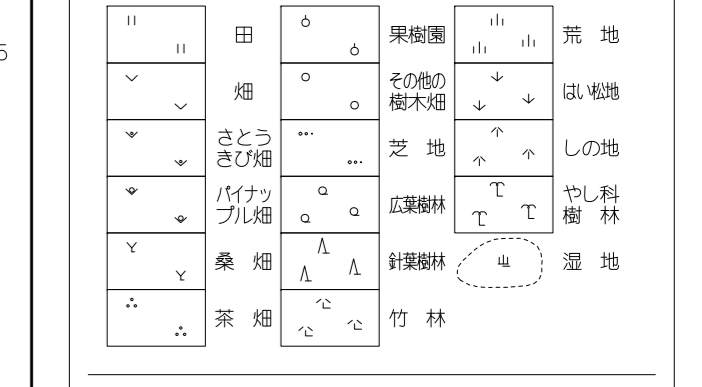 5
田
果樹園
荒 地
畑
その他の
樹木畑
はい松地
さとう
きび畑
芝 地
しの地
パイナッ
プル畑
広葉樹林
やし科
樹 林
桑 畑
針葉樹林
湿 地
茶 畑
竹 林